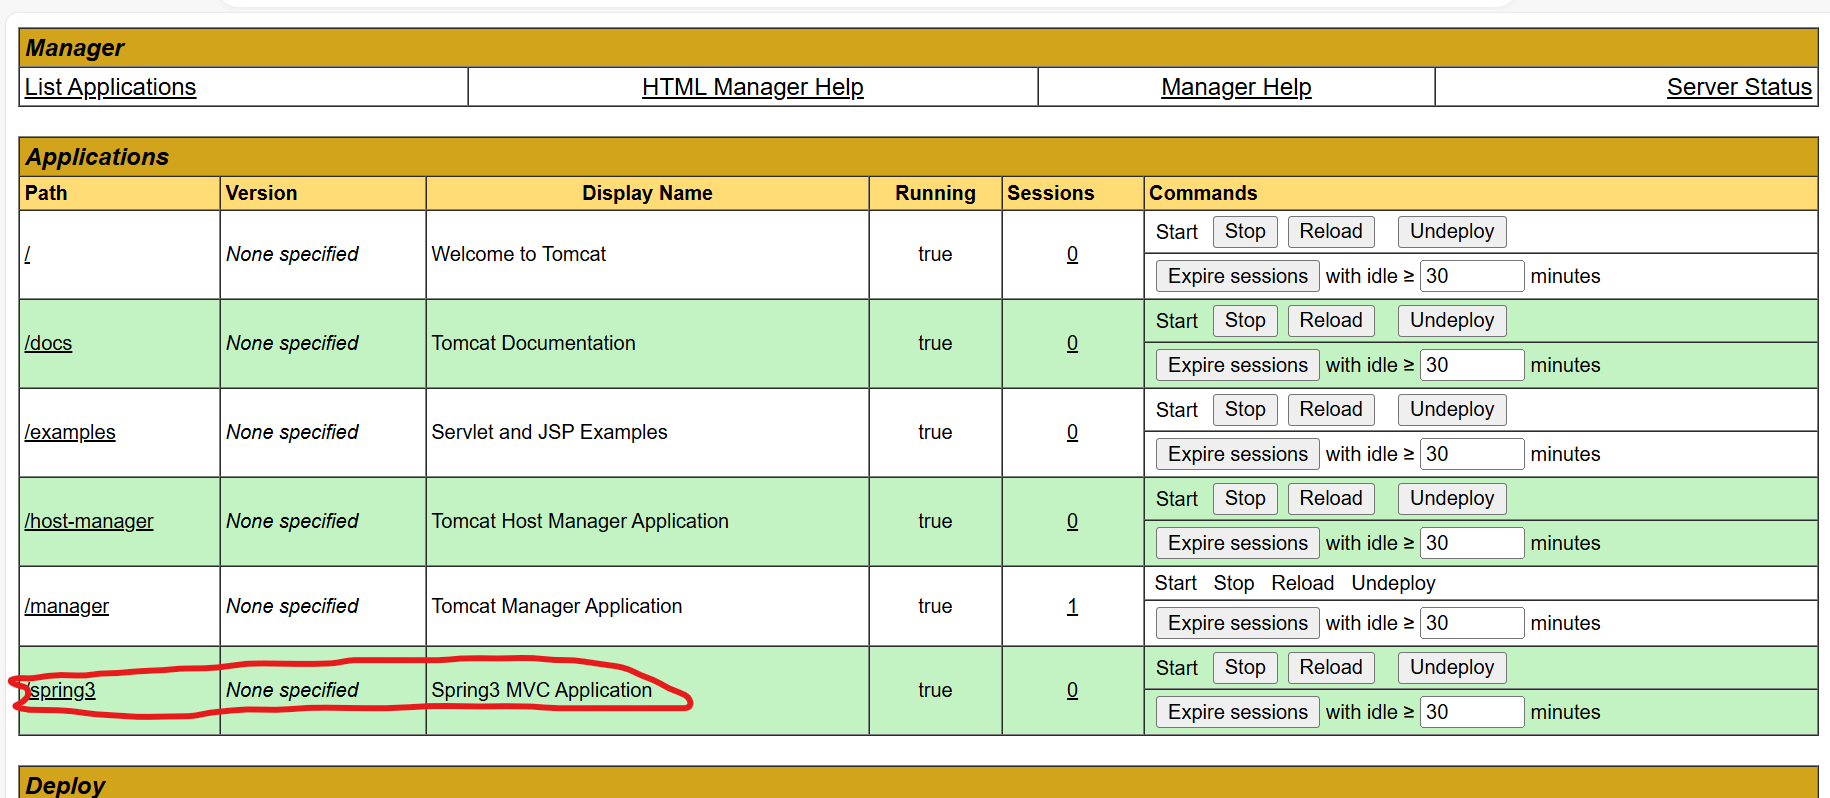 Manager
List Applications HTML Manager Help Manager Help Server Status
Applications
Path Version Display Name Running Sessions Commands
/ None specified Welcome to Tomcat true 0 Start Stop Reload Undeploy
Expire sessions with idle ≥ 30 minutes
/docs None specified Tomcat Documentation true 0 Start Stop Reload Undeploy
Expire sessions with idle ≥ 30 minutes
/examples None specified Servlet and JSP Examples true 0 Start Stop Reload Undeploy
Expire sessions with idle ≥ 30 minutes
/host-manager None specified Tomcat Host Manager Application true 0 Start Stop Reload Undeploy
Expire sessions with idle ≥ 30 minutes
/manager None specified Tomcat Manager Application true 1 Start Stop Reload Undeploy
Expire sessions with idle ≥ 30 minutes
/spring3 None specified Spring3 MVC Application true 0 Start Stop Reload Undeploy
Expire sessions with idle ≥ 30 minutes
Deploy